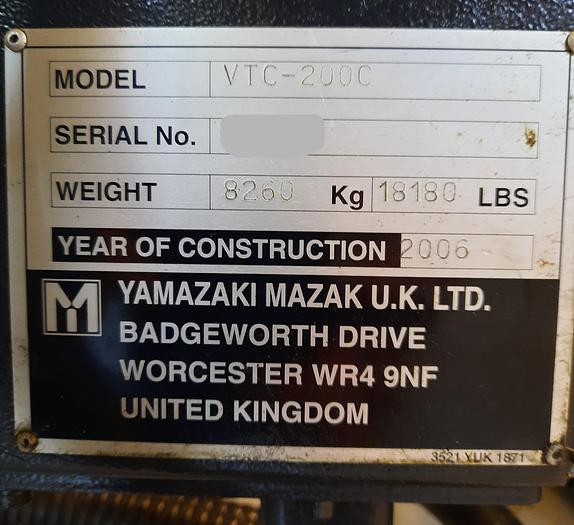 MODEL VTC-200C
SERIAL No.
WEIGHT 8260 Kg 18180 LBS
YEAR OF CONSTRUCTION 2006
YAMAZAKI MAZAK U.K. LTD.
BADGEWORTH DRIVE
WORCESTER WR4 9NF
UNITED KINGDOM
3521 YUK 1871